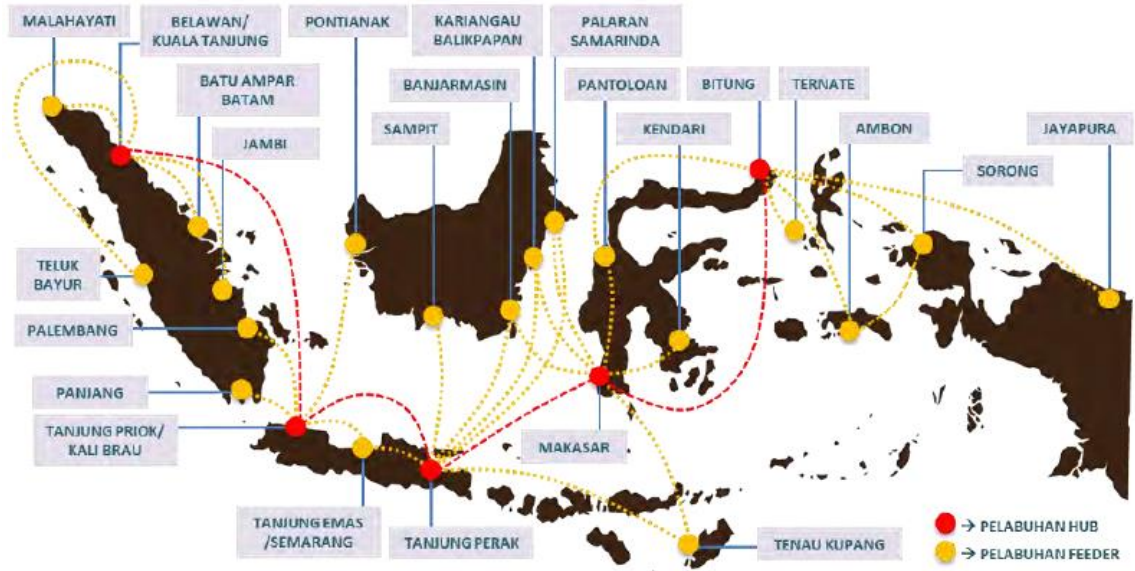 MALAHAYATI
BELAWAN/
KUALA TANJUNG
PONTIANAK
KARIANGAU
BALIKPAPAN
PALARAN
SAMARINDA
BATU AMPAR
BATAM
BANJARMASIN
PANTOLOAN
BITUNG
TERNATE
JAMBI
SAMPIT
KENDARI
AMBON
JAYAPURA
SORONG
TELUK
BAYUR
PALEMBANG
PANJANG
TANJUNG PRIOK/
KALI BRAU
MAKASAR
TANJUNG EMAS
/SEMARANG
TANJUNG PERAK
TENAU KUPANG
→ PELABUHAN HUB
→ PELABUHAN FEEDER